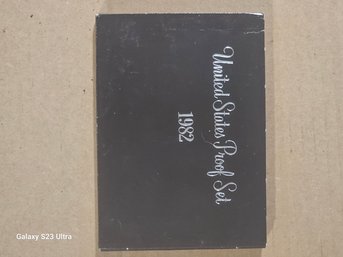 United States Proof Set
1982
Galaxy S23 Ultra